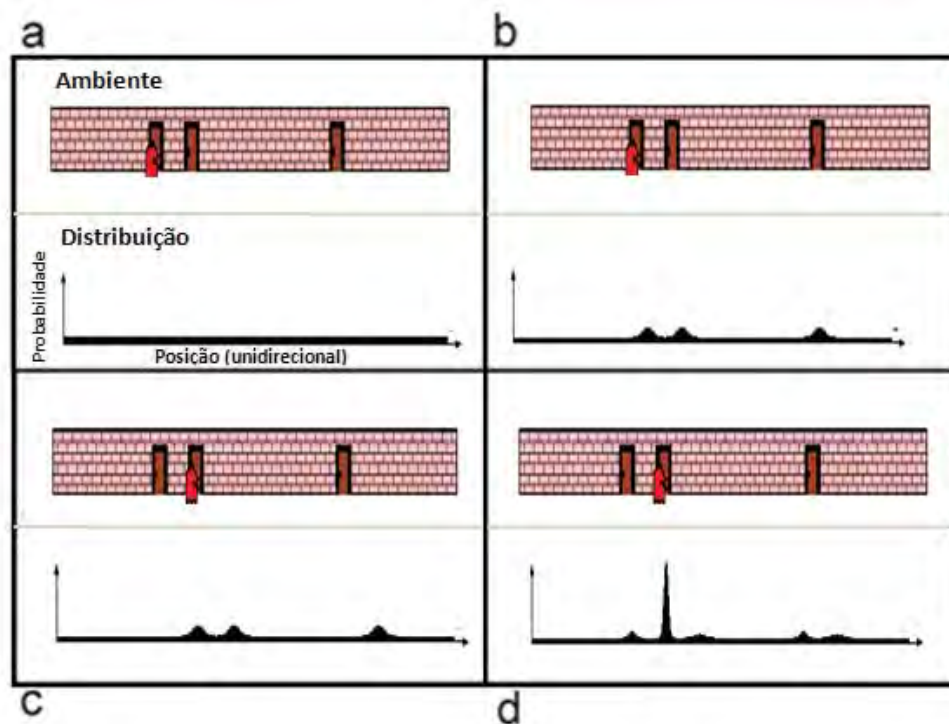 a
b
Ambiente
Distribuição
Probabilidade
Posição (unidirecional)
c
d